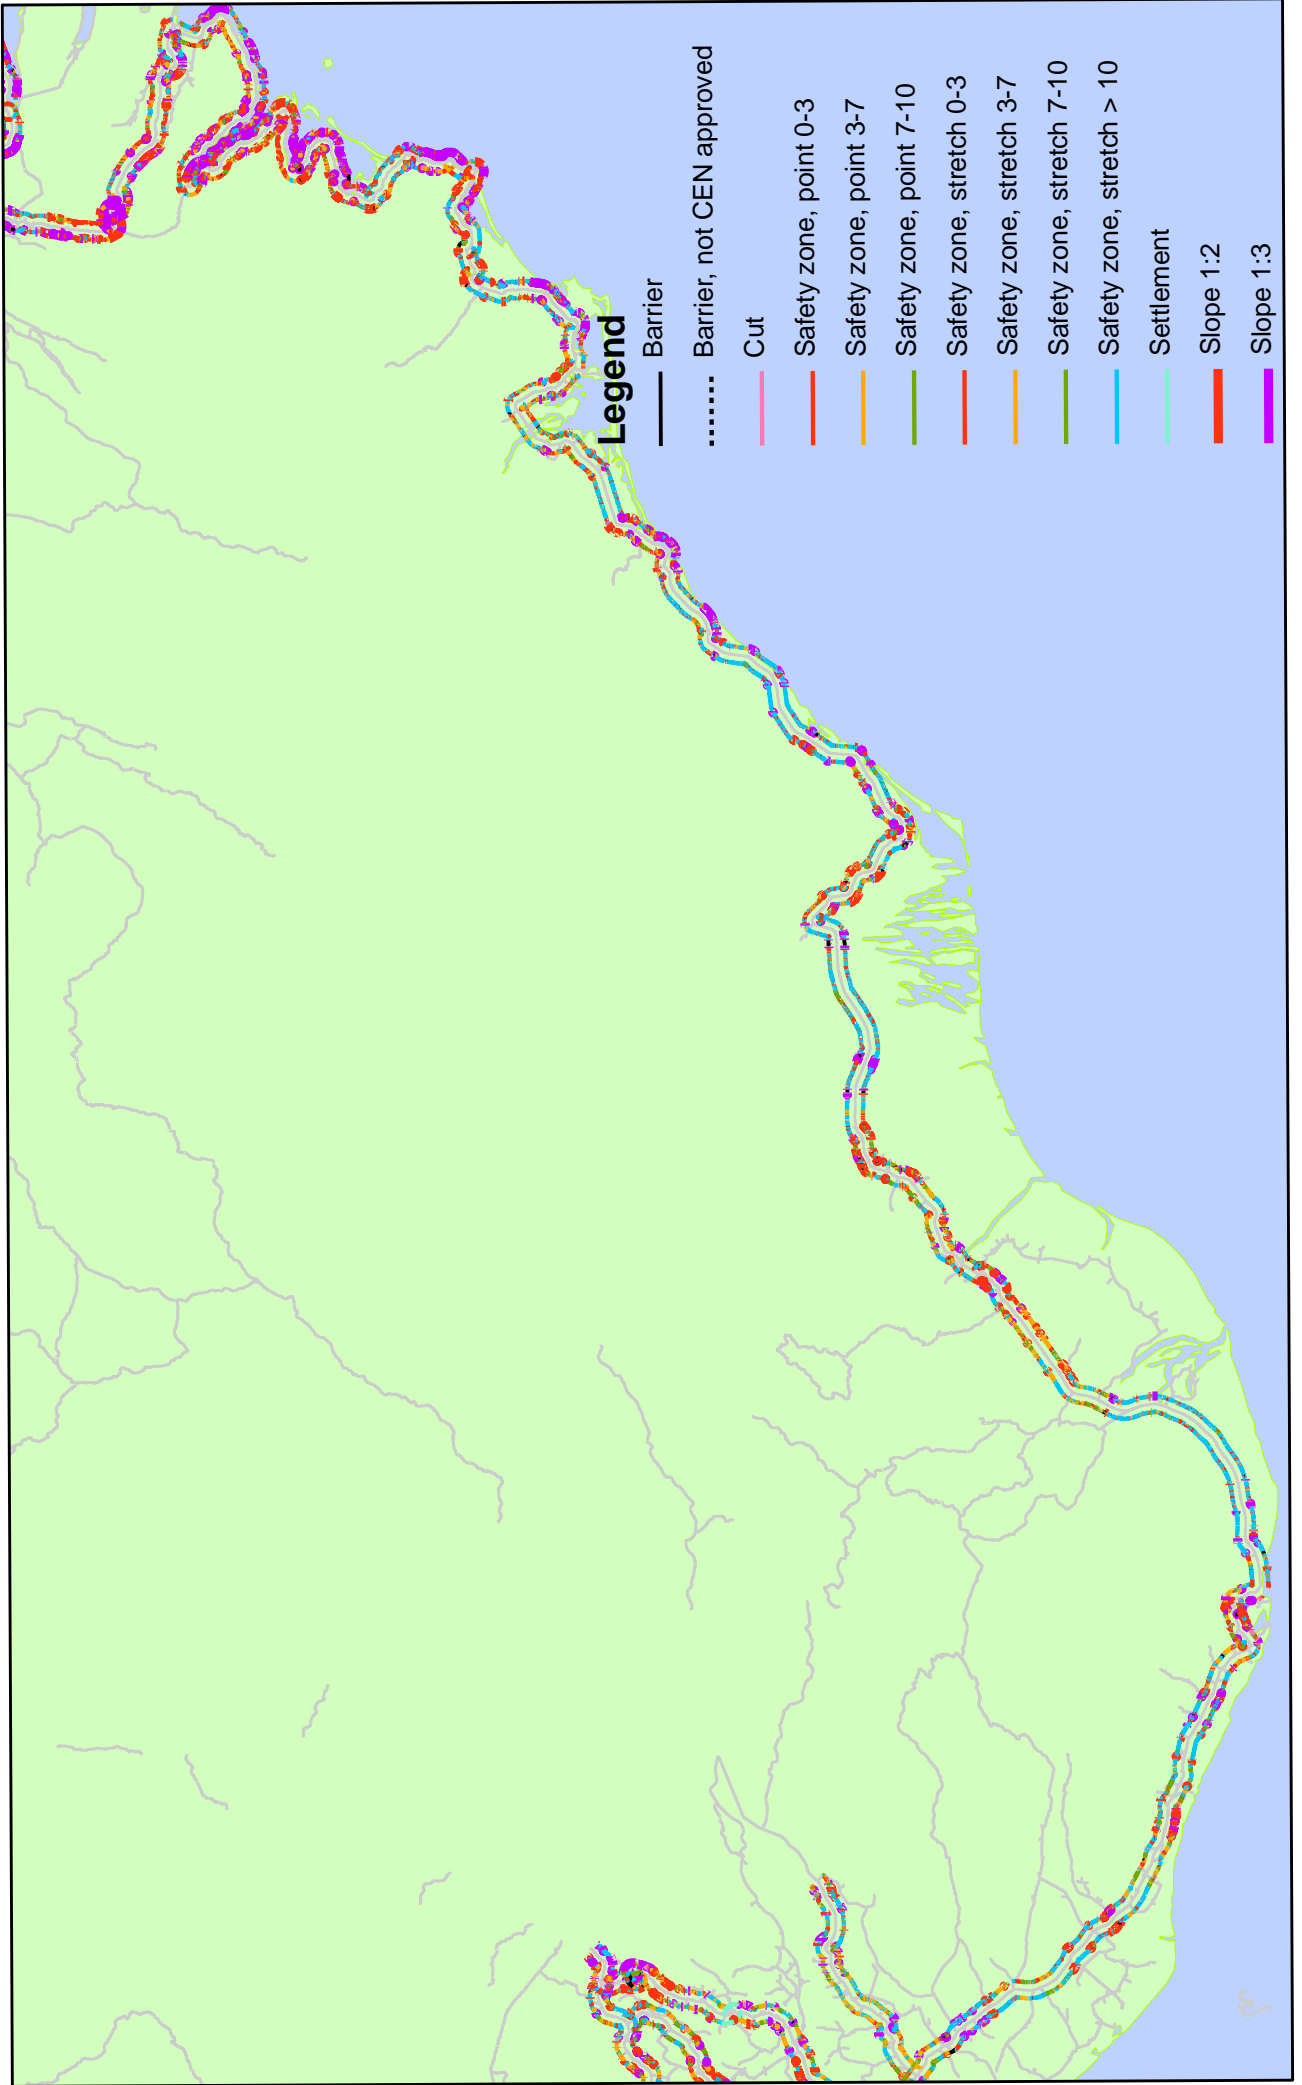 Legend
Barrier
Barrier, not CEN approved
Cut
Safety zone, point 0-3
Safety zone, point 3-7
Safety zone, point 7-10
Safety zone, stretch 0-3
Safety zone, stretch 3-7
Safety zone, stretch 7-10
Safety zone, stretch > 10
Settlement
Slope 1:2
Slope 1:3